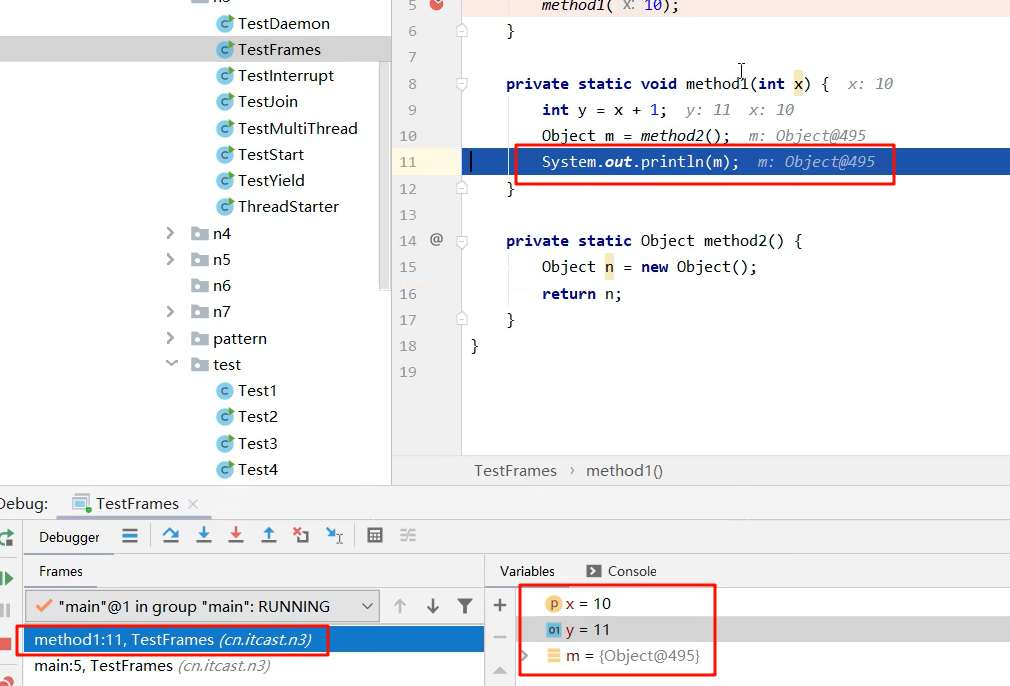 TestDaemon
TestFrames
TestInterrupt
TestJoin
TestMultiThread
TestStart
TestYield
ThreadStarter
n4
n5
n6
n7
pattern
test
Test1
Test2
Test3
Test4
5 method1( x: 10);
6 }
7
8 private static void method1(int x) { x: 10
9 int y = x + 1; y: 11 x: 10
10 Object m = method2(); m: Object@495
11 System.out.println(m); m: Object@495
12 }
13
14 @ private static Object method2() {
15 Object n = new Object();
16 return n;
17 }
18 }
19
TestFrames › method1()
Debug: TestFrames
Debugger
Frames
"main"@1 in group "main": RUNNING
method1:11, TestFrames (cn.itcast.n3)
main:5, TestFrames (cn.itcast.n3)
Variables Console
x = 10
y = 11
m = {Object@495}